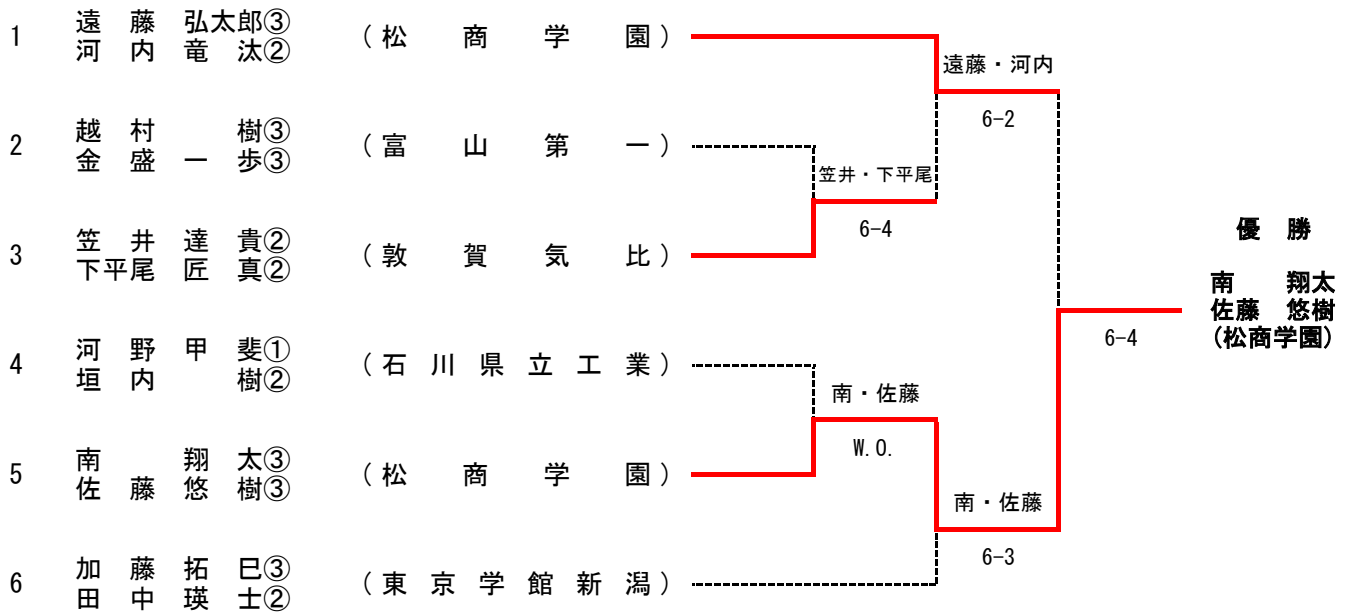 1 遠藤 弘太郎③ (松商学園)
河内竜汰② 遠藤・河内
6-2
2 越村 樹③ (富山第一)
金盛一歩③ 笠井・下平尾
6-4
3 笠井達貴② (敦賀気比)
下平尾匠真②
優勝
南 翔太
佐藤 悠樹
(松商学園)
6-4
4 河野甲斐① (石川県立工業)
垣内 樹② 南・佐藤
W.O.
5 南 翔太③ (松商学園)
佐藤悠樹③ 南・佐藤
6-3
6 加藤拓巳③ (東京学館新潟)
田中瑛士②